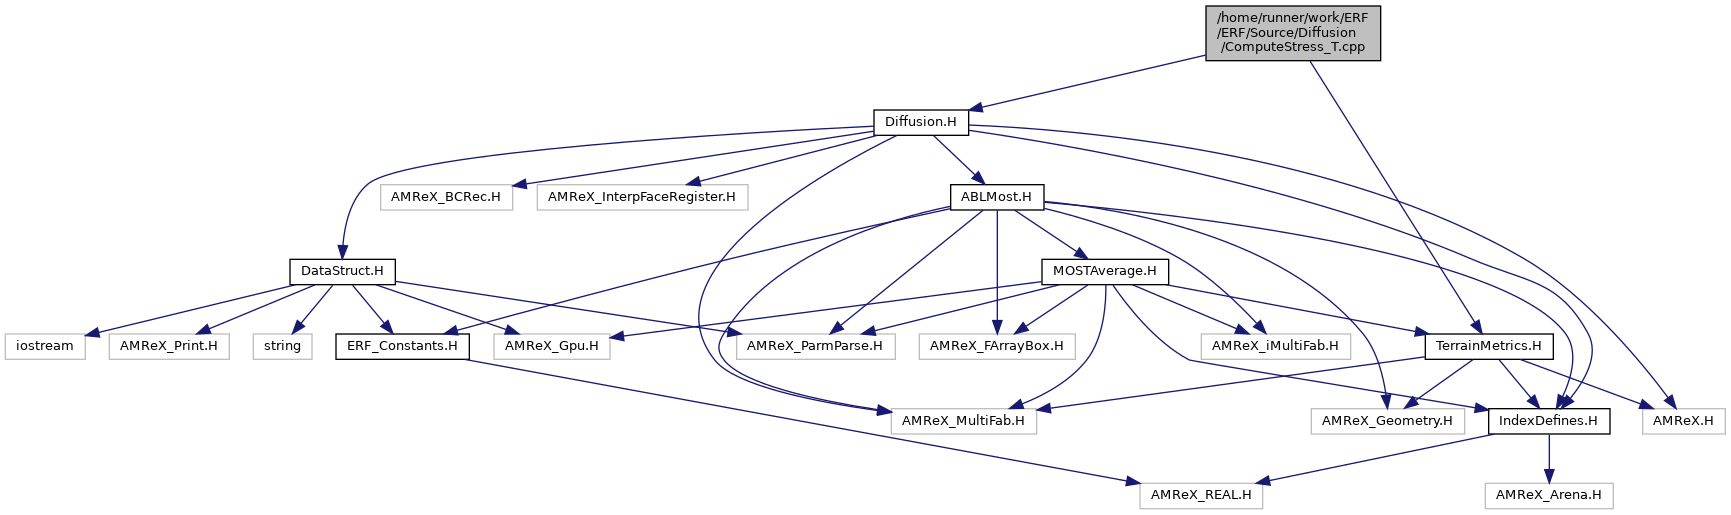 /home/runner/work/ERF
/ERF/Source/Diffusion
/ComputeStress_T.cpp
Diffusion.H
AMReX_BCRec.H
AMReX_InterpFaceRegister.H
ABLMost.H
DataStruct.H
MOSTAverage.H
iostream
AMReX_Print.H
string
ERF_Constants.H
AMReX_Gpu.H
AMReX_ParmParse.H
AMReX_FArrayBox.H
AMReX_iMultiFab.H
TerrainMetrics.H
AMReX_MultiFab.H
AMReX_Geometry.H
IndexDefines.H
AMReX.H
AMReX_REAL.H
AMReX_Arena.H